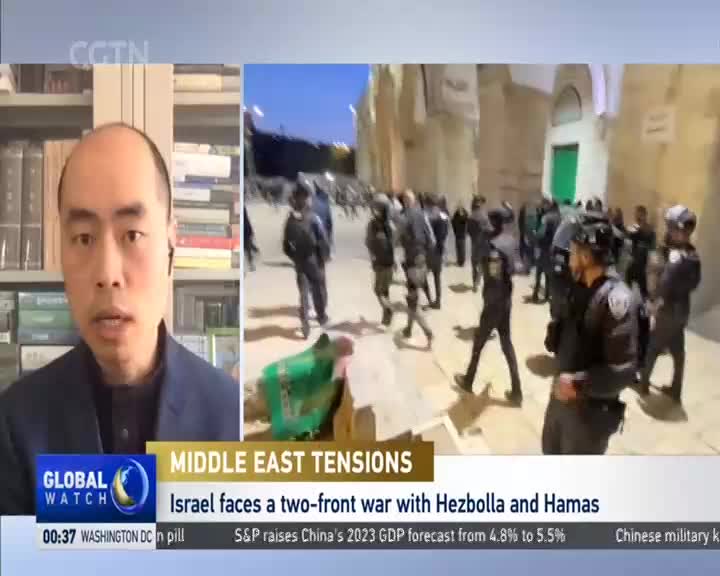 CGTN
MIDDLE EAST TENSIONS
GLOBAL
WATCH
Israel faces a two-front war with Hezbolla and Hamas
00:37 WASHINGTON DC
n pill S&P raises China's 2023 GDP forecast from 4.8% to 5.5% Chinese military k